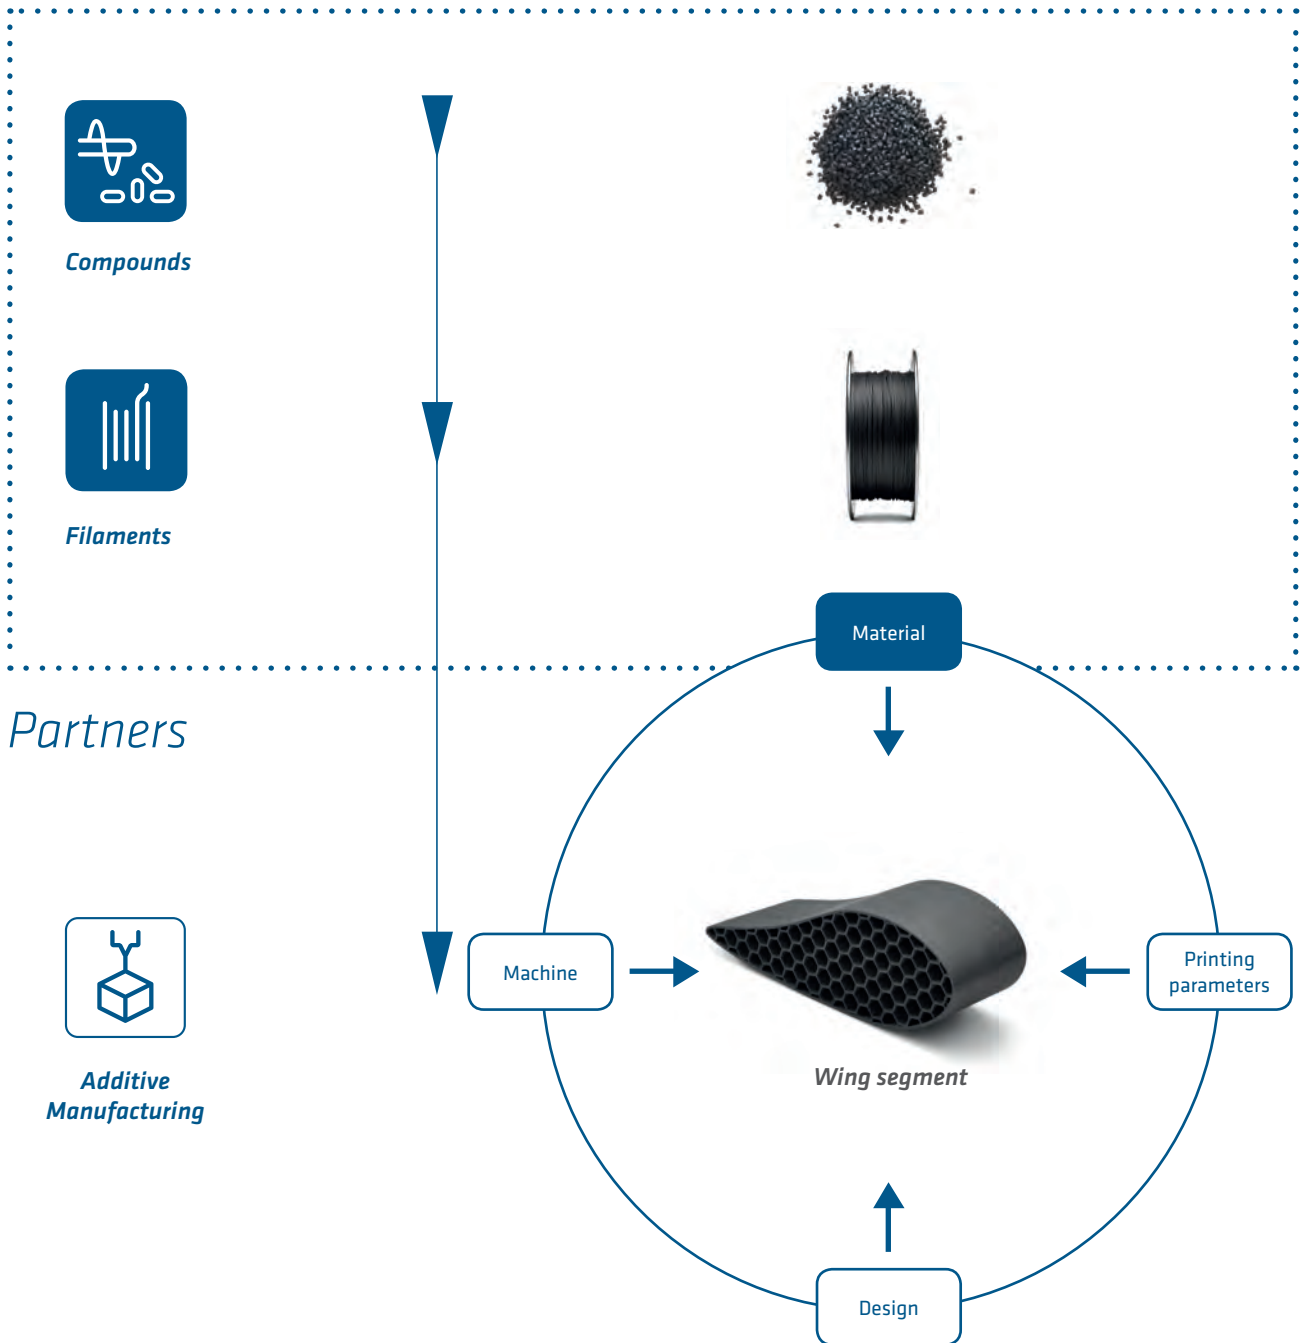 Compounds
Filaments
Material
Partners
Machine
Printing
parameters
Wing segment
Additive
Manufacturing
Design